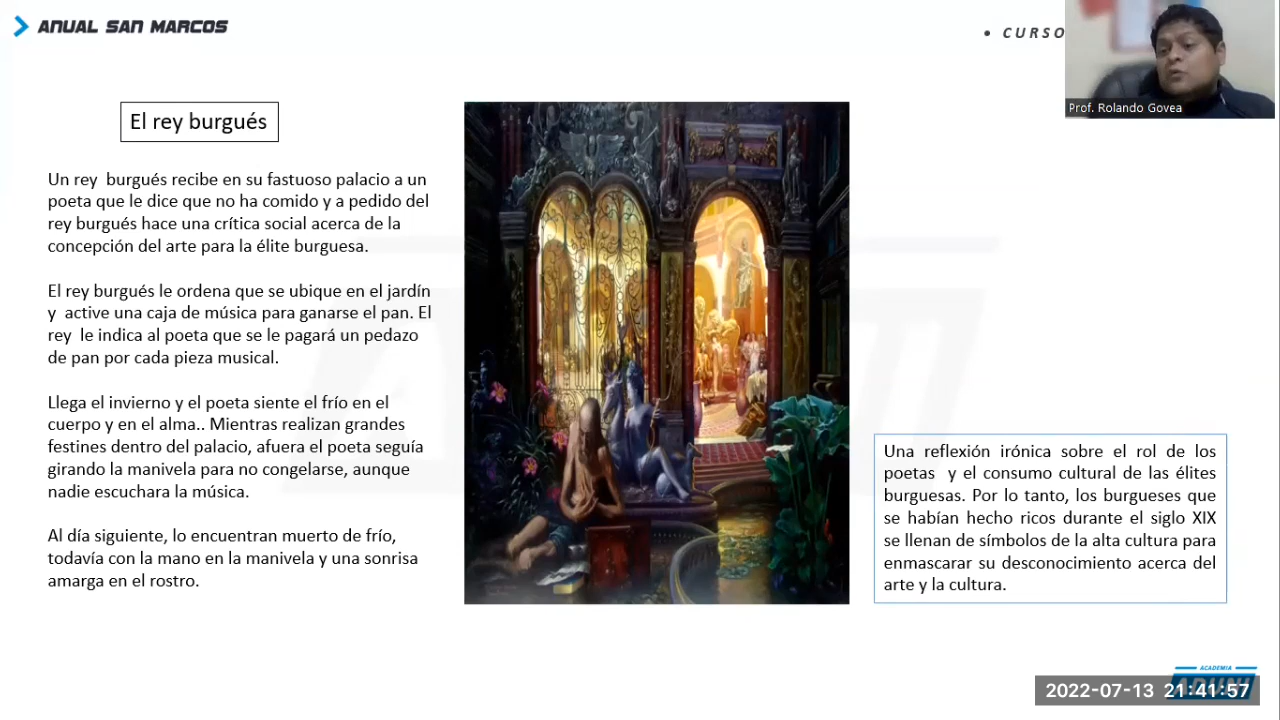 ANUAL SAN MARCOS
• CURSO
Prof. Rolando Govea
El rey burgués
Un rey burgués recibe en su fastuoso palacio a un
poeta que le dice que no ha comido y a pedido del
rey burgués hace una crítica social acerca de la
concepción del arte para la élite burguesa.
El rey burgués le ordena que se ubique en el jardín
y active una caja de música para ganarse el pan. El
rey le indica al poeta que se le pagará un pedazo
de pan por cada pieza musical.
Llega el invierno y el poeta siente el frío en el
cuerpo y en el alma.. Mientras realizan grandes
festines dentro del palacio, afuera el poeta seguía
girando la manivela para no congelarse, aunque
nadie escuchara la música.
Al día siguiente, lo encuentran muerto de frío,
todavía con la mano en la manivela y una sonrisa
amarga en el rostro.
Una reflexión irónica sobre el rol de los
poetas y el consumo cultural de las élites
burguesas. Por lo tanto, los burgueses que
se habían hecho ricos durante el siglo XIX
se llenan de símbolos de la alta cultura para
enmascarar su desconocimiento acerca del
arte y la cultura.
ACADEMIA
2022-07-13 21:41:57